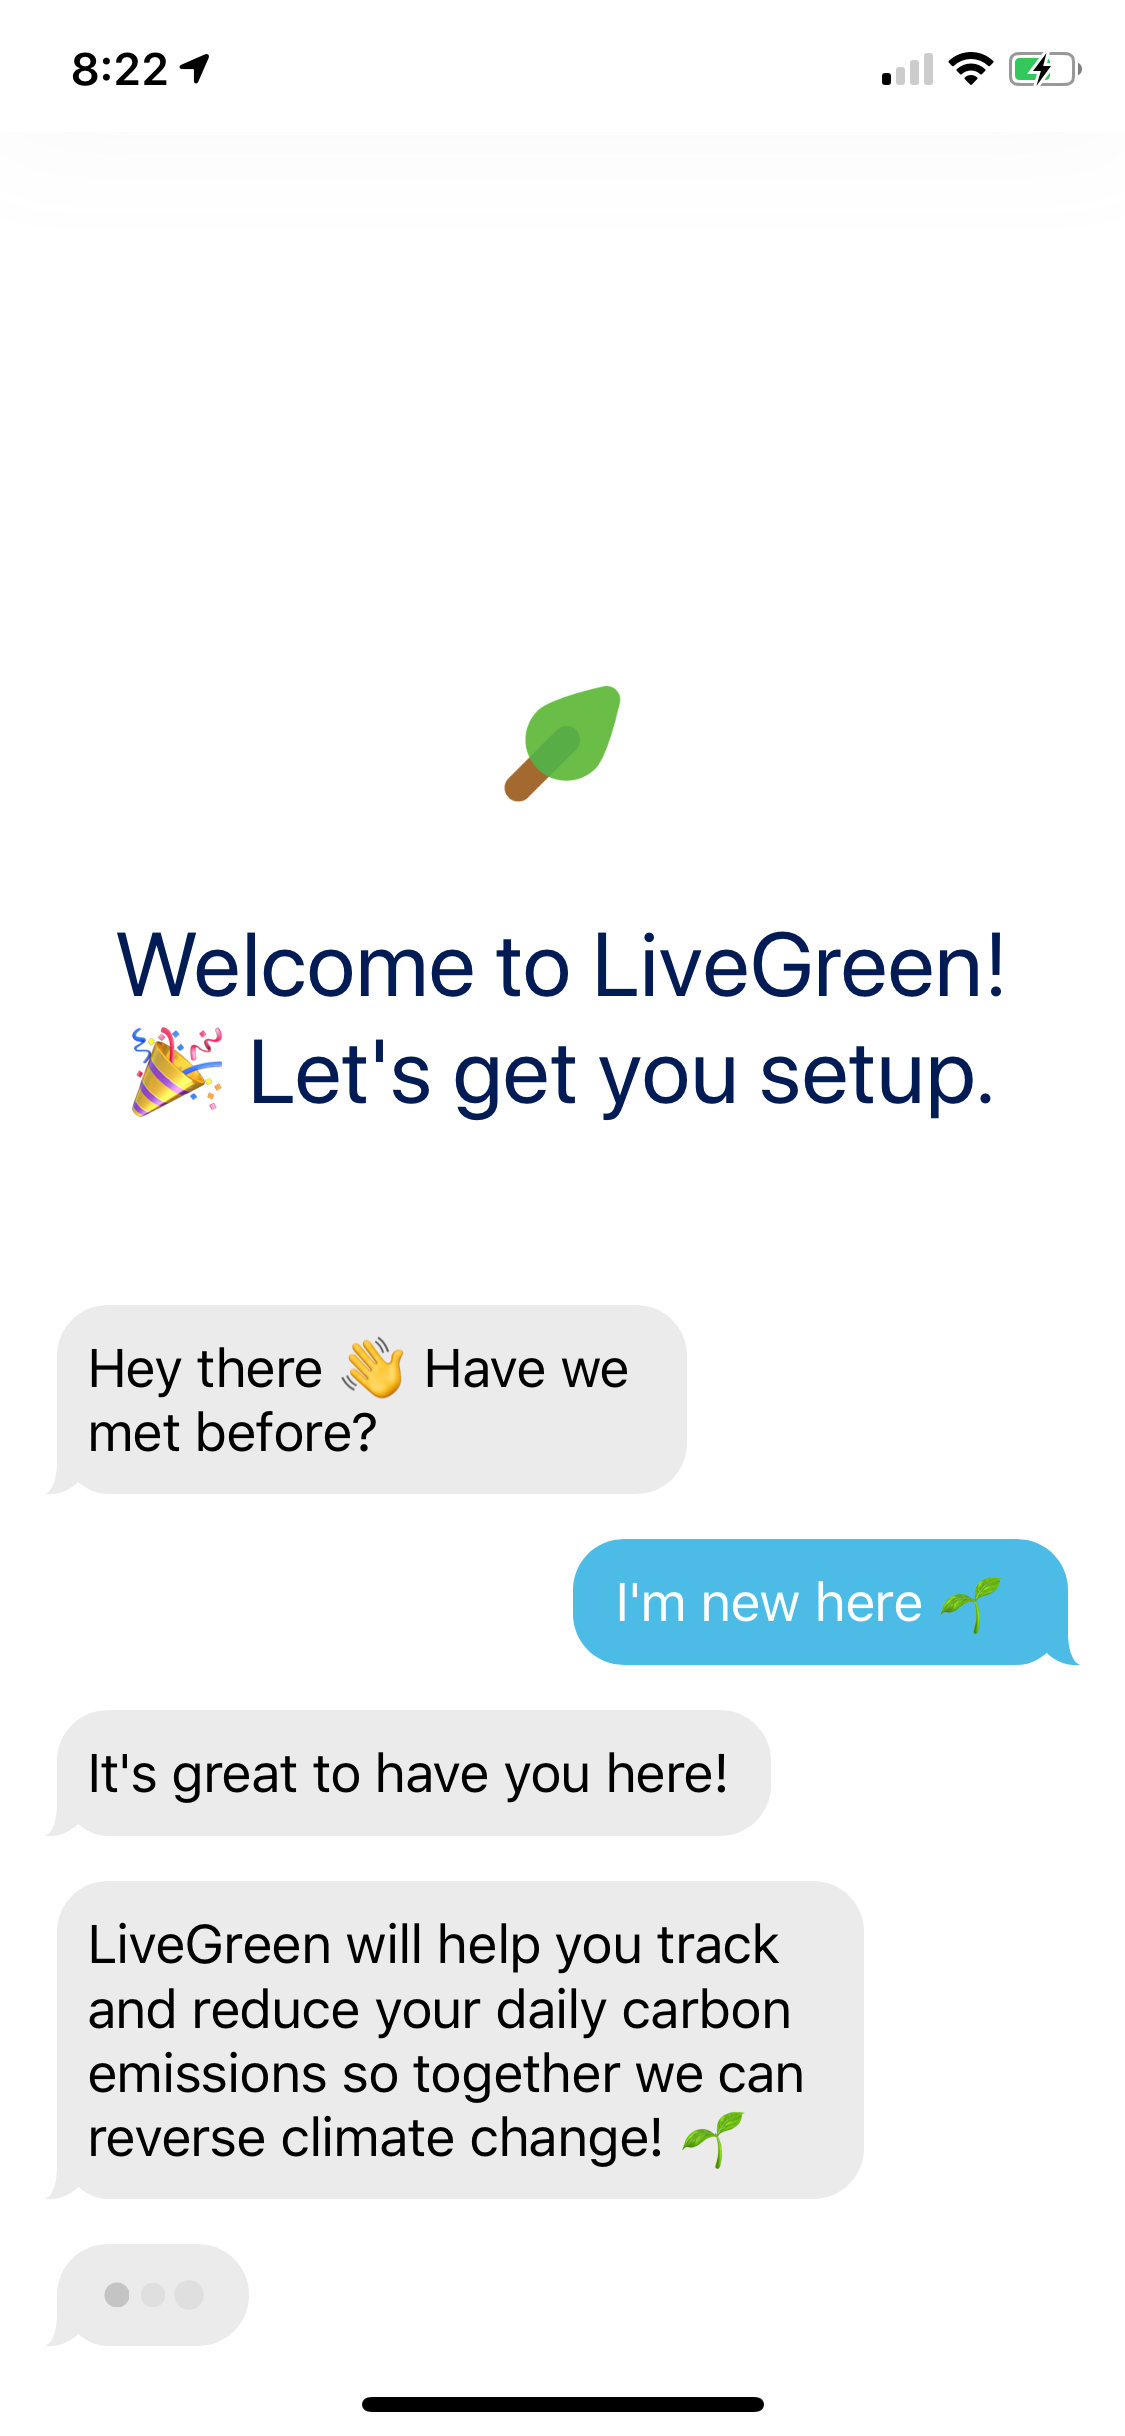 8:22
Welcome to LiveGreen!
🎉 Let's get you setup.
Hey there 👋 Have we
met before?
I'm new here 🌱
It's great to have you here!
LiveGreen will help you track
and reduce your daily carbon
emissions so together we can
reverse climate change! 🌱